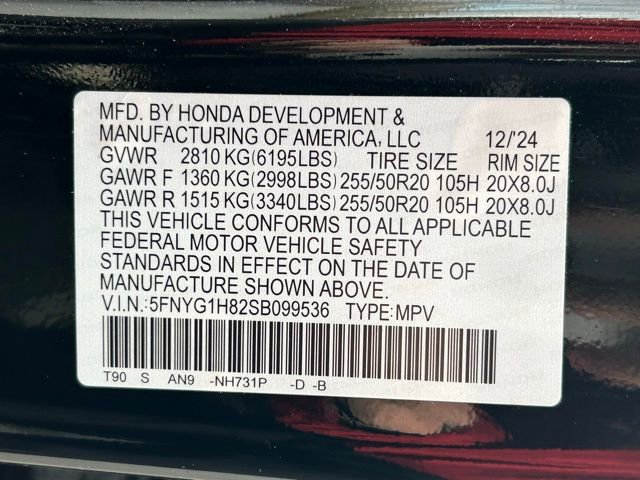 MFD. BY HONDA DEVELOPMENT &
MANUFACTURING OF AMERICA, LLC 12/'24
GVWR 2810 KG(6195LBS) TIRE SIZE RIM SIZE
GAWR F 1360 KG(2998LBS) 255/50R20 105H 20X8.0J
GAWR R 1515 KG(3340LBS) 255/50R20 105H 20X8.0J
THIS VEHICLE CONFORMS TO ALL APPLICABLE
FEDERAL MOTOR VEHICLE SAFETY
STANDARDS IN EFFECT ON THE DATE OF
MANUFACTURE SHOWN ABOVE.
V.I.N.:5FNYG1H82SB099536 TYPE:MPV
T90 S AN9 -NH731P -D -B